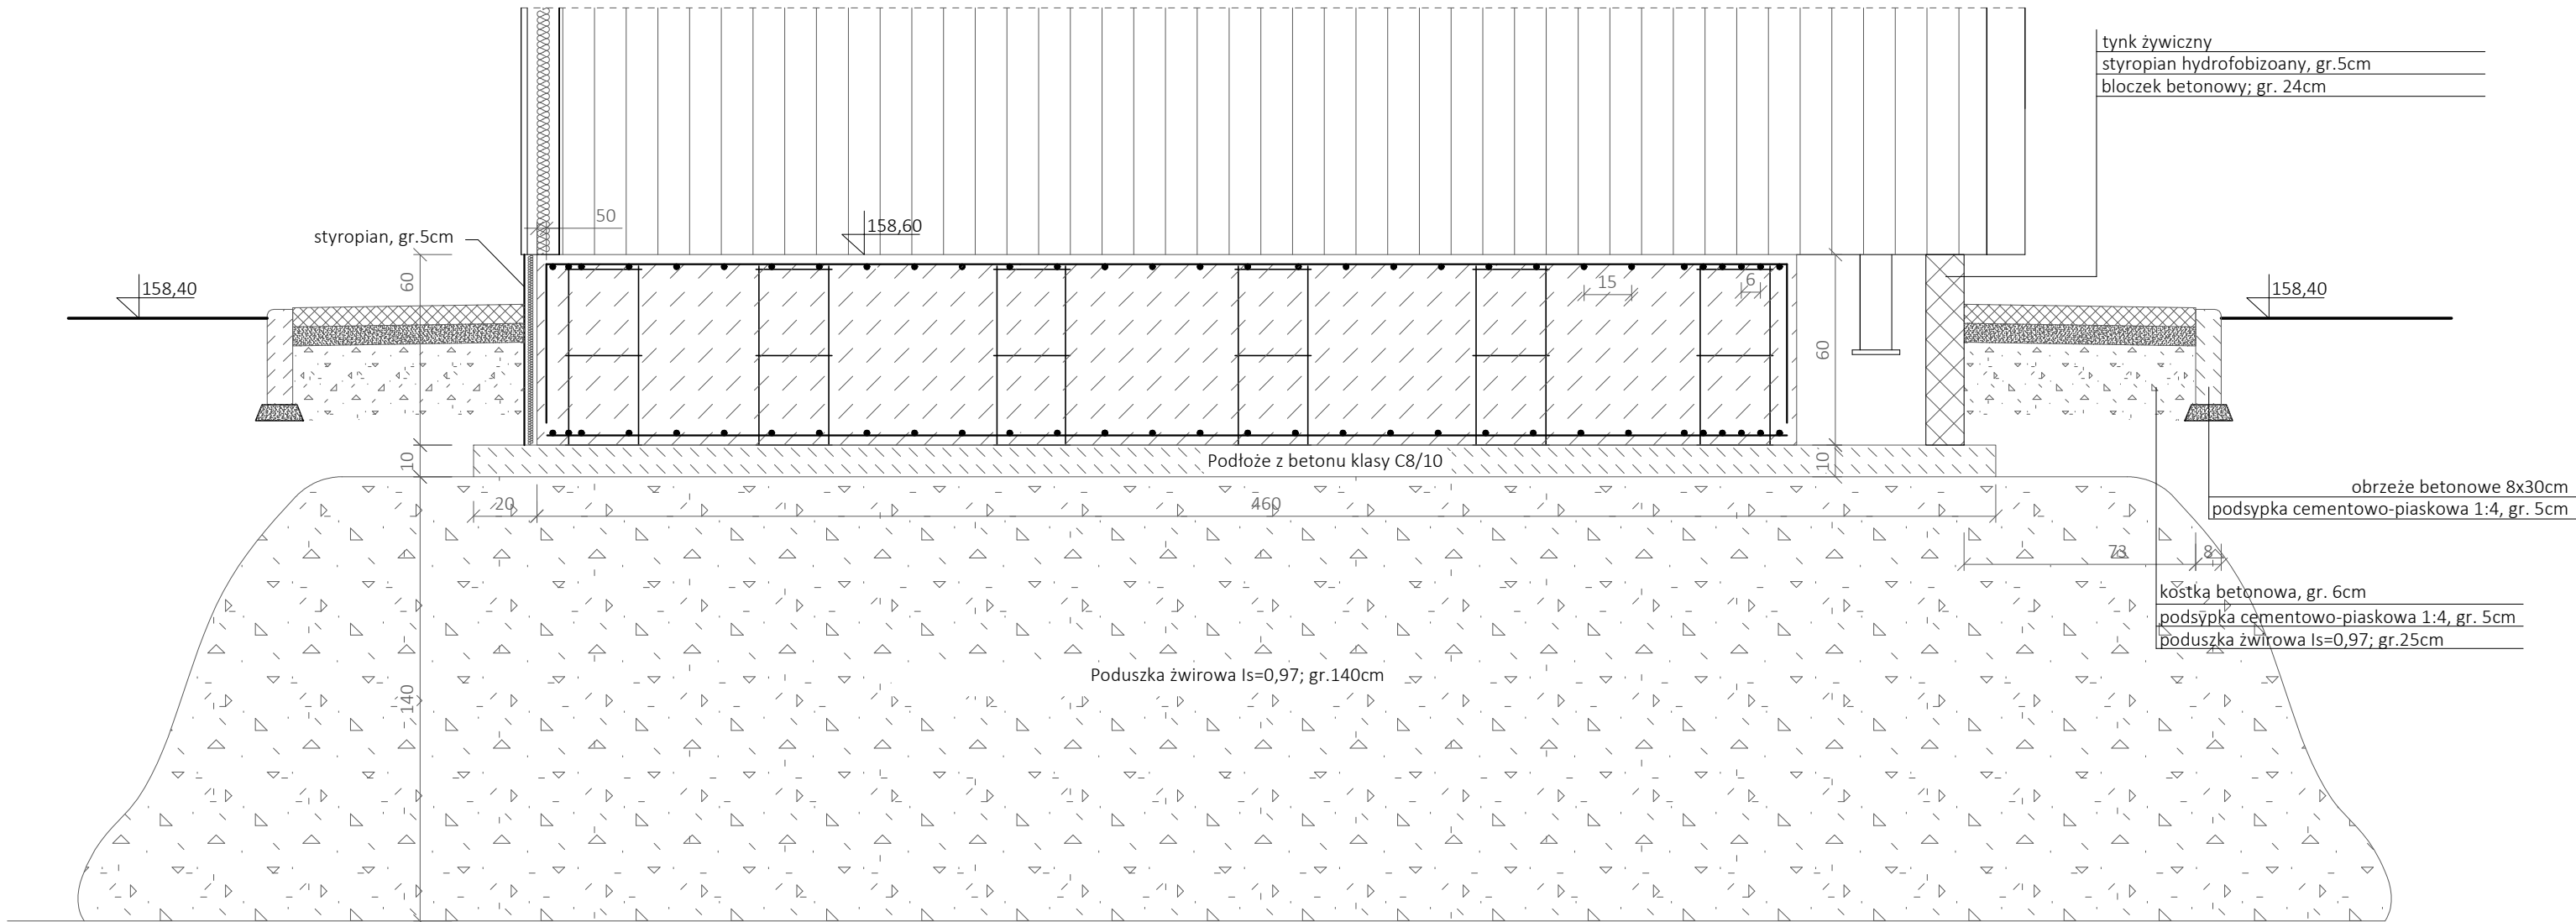 tynk żywiczny
styropian hydrofobizoany, gr.5cm
bloczek betonowy; gr. 24cm
50
158,60
styropian, gr.5cm
60
158,40
15
6
158,40
60
10
Podłoże z betonu klasy C8/10
10
20
460
obrzeże betonowe 8x30cm
podsypka cementowo-piaskowa 1:4, gr. 5cm
73
8
kostka betonowa, gr. 6cm
podsypka cementowo-piaskowa 1:4, gr. 5cm
poduszka żwirowa Is=0,97; gr.25cm
Poduszka żwirowa Is=0,97; gr.140cm
140